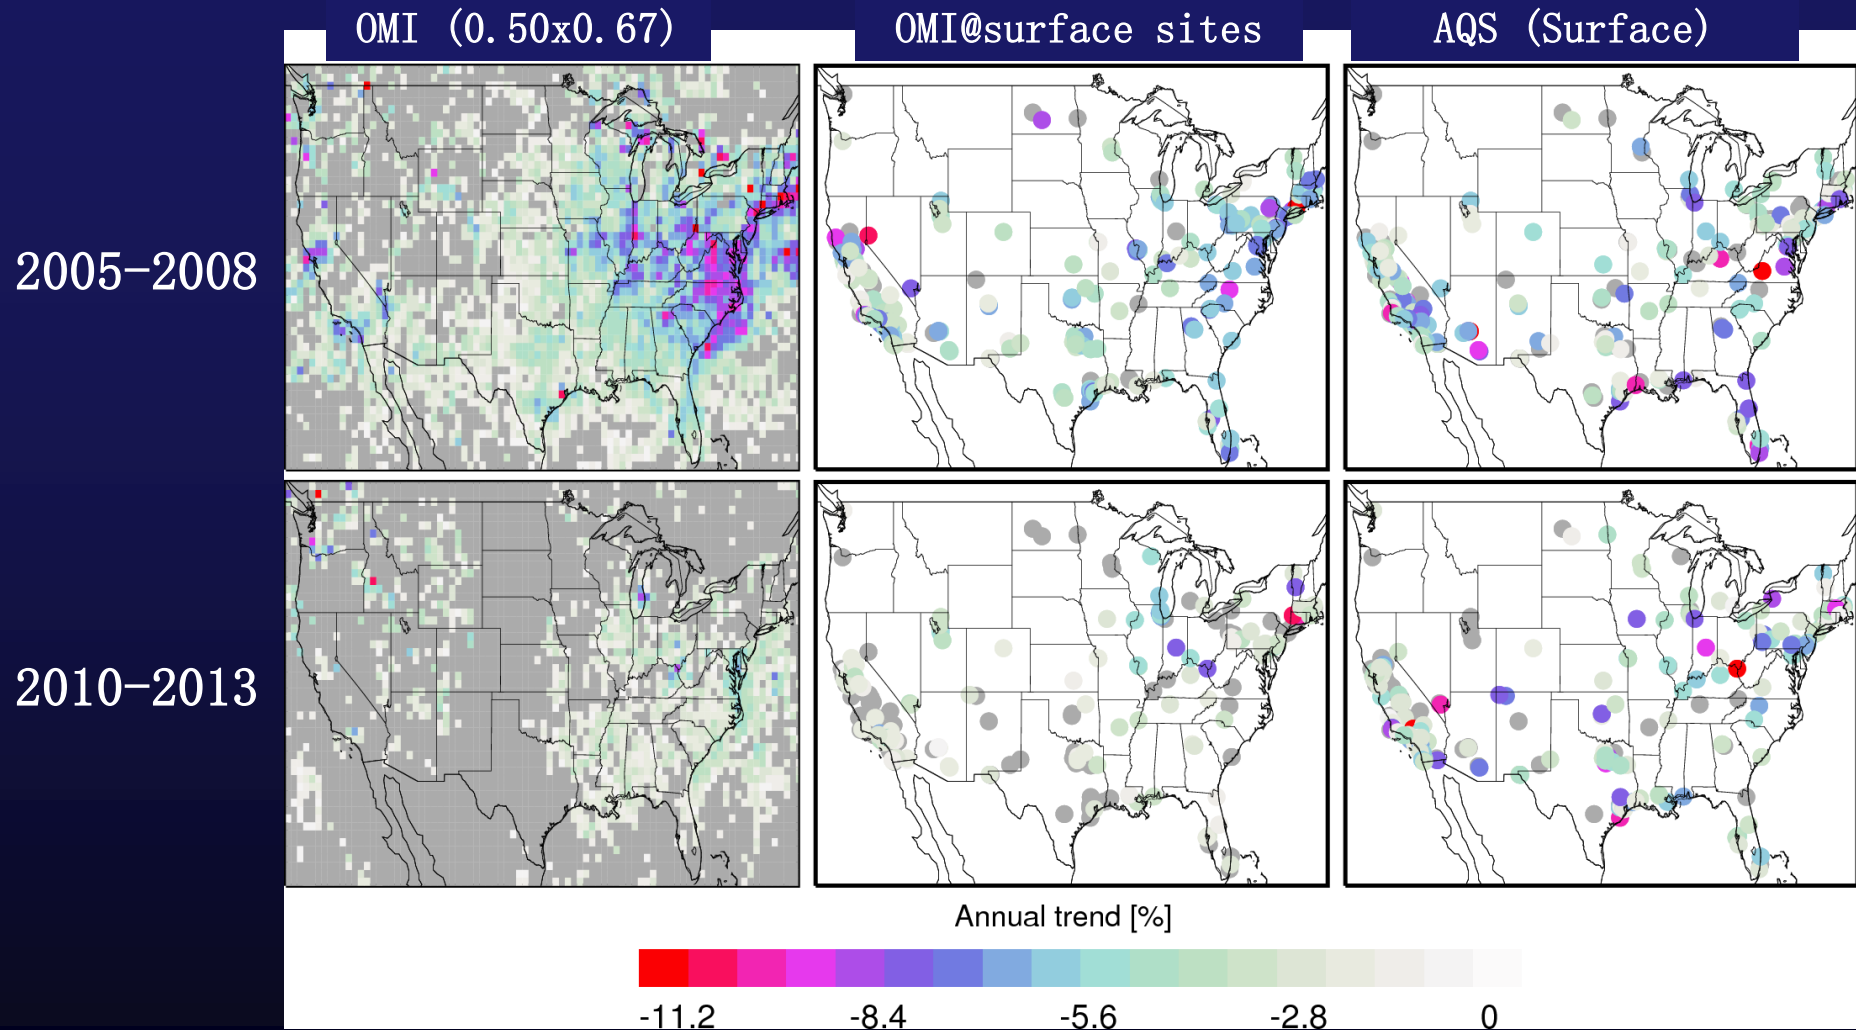 OMI (0.50x0.67)
OMI@surface sites
AQS (Surface)
2005-2008
2010-2013
Annual trend [%]
-11.2
-8.4
-5.6
-2.8
0